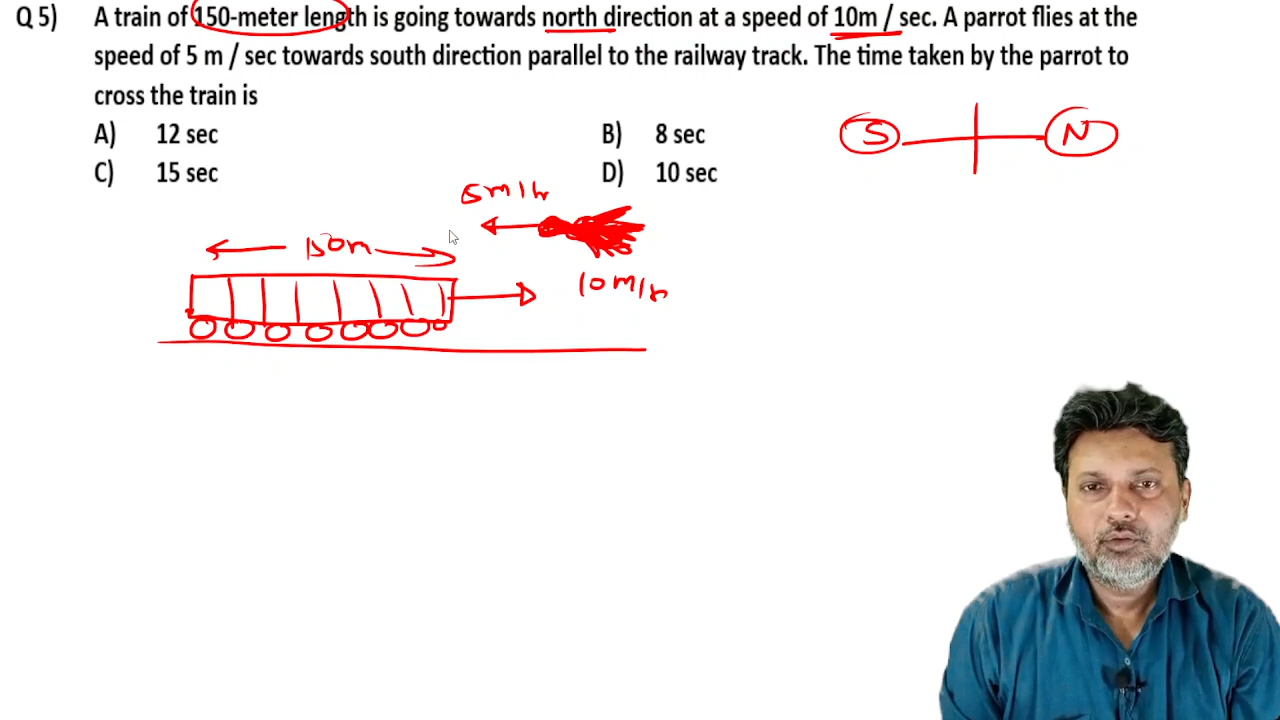 Q 5) A train of 150-meter length is going towards north direction at a speed of 10m / sec. A parrot flies at the
speed of 5 m / sec towards south direction parallel to the railway track. The time taken by the parrot to
cross the train is
A) 12 sec B) 8 sec
C) 15 sec D) 10 sec
S N
5m/s
150m
10m/s